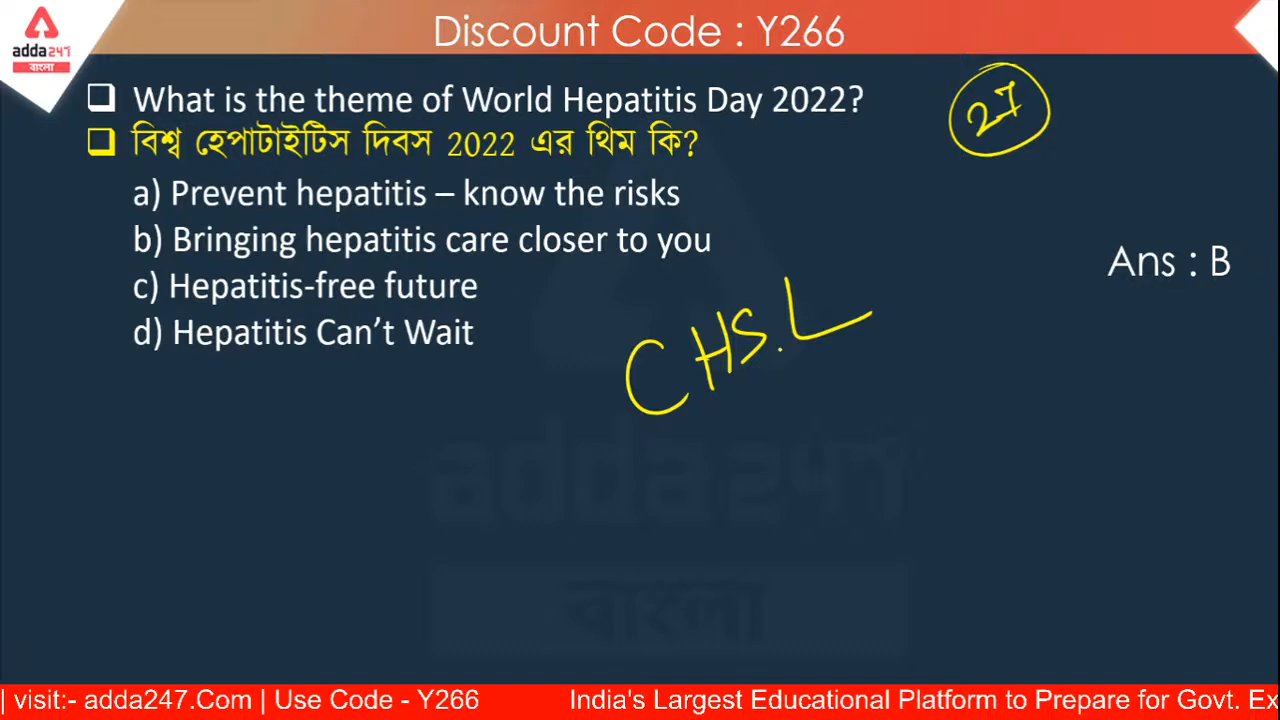 Discount Code : Y266
adda247
বাংলা
What is the theme of World Hepatitis Day 2022?
27
বিশ্ব হেপাটাইটিস দিবস 2022 এর থিম কি?
a) Prevent hepatitis – know the risks
b) Bringing hepatitis care closer to you
Ans : B
c) Hepatitis-free future
d) Hepatitis Can't Wait
CHSL
adda247
বাংলা
| visit:- adda247.Com | Use Code - Y266 India's Largest Educational Platform to Prepare for Govt. Ex